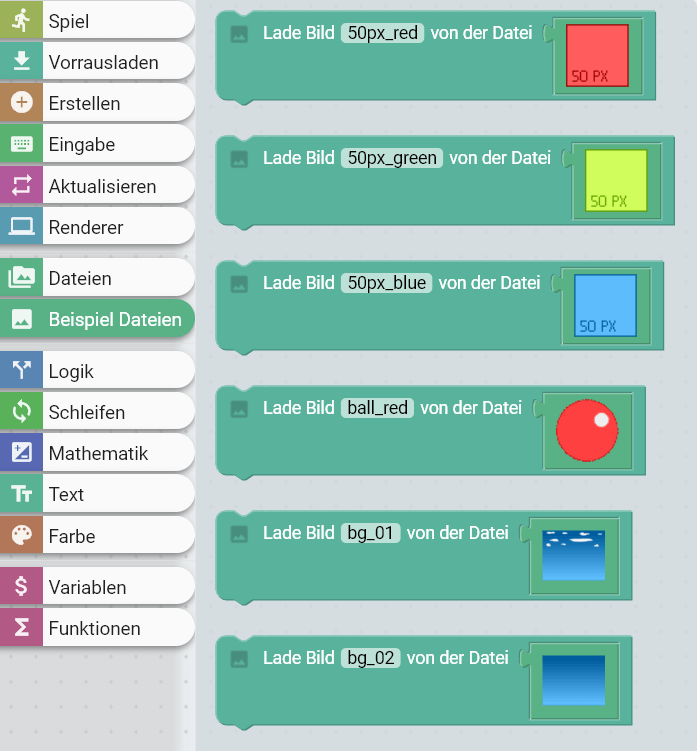 Spiel
Vorrausladen
Erstellen
Eingabe
Aktualisieren
Renderer
Dateien
Beispiel Dateien
Logik
Schleifen
Mathematik
Text
Farbe
Variablen
Funktionen
Lade Bild 50px_red von der Datei
50 PX
Lade Bild 50px_green von der Datei
50 PX
Lade Bild 50px_blue von der Datei
50 PX
Lade Bild ball_red von der Datei
Lade Bild bg_01 von der Datei
Lade Bild bg_02 von der Datei